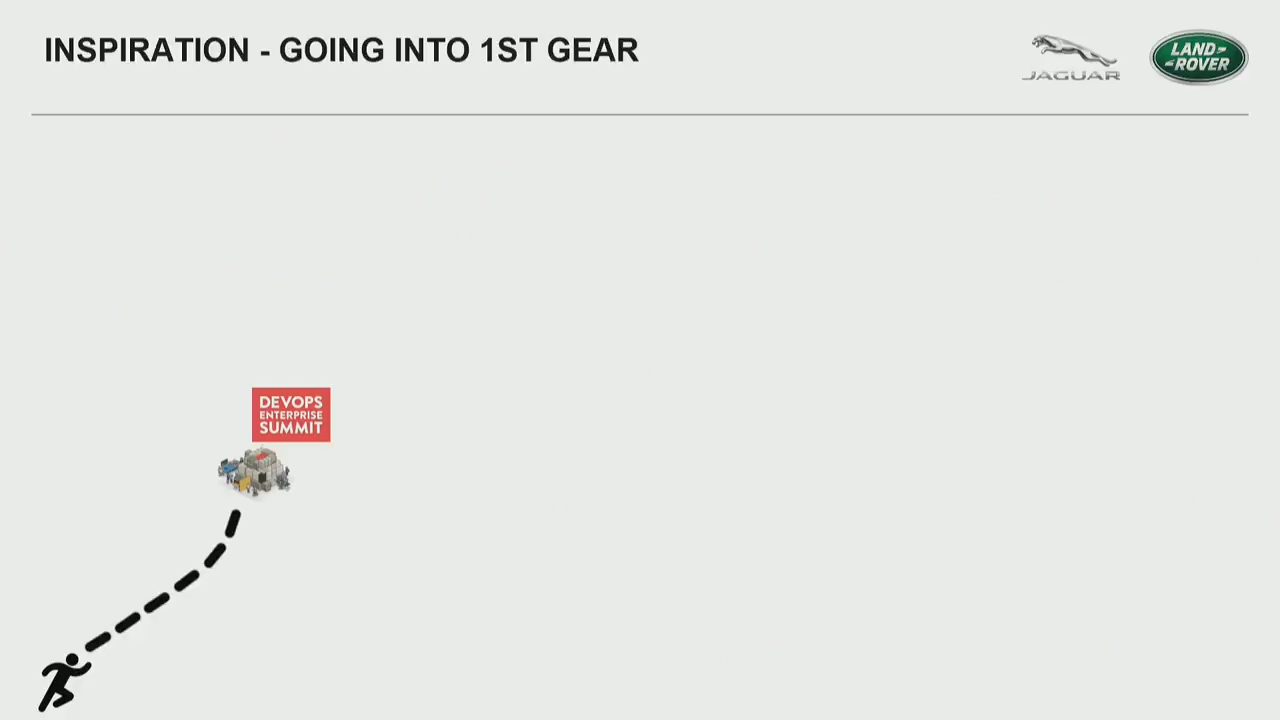 INSPIRATION - GOING INTO 1ST GEAR
JAGUAR
LAND-
-ROVER
DEVOPS
ENTERPRISE
SUMMIT